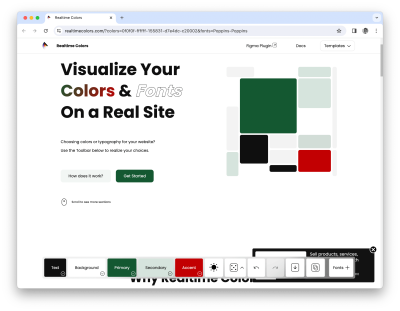 Realtime Colors
realtimecolors.com/?colors=0f0f0f-ffffff-155831-d7e4dc-c20002&fonts=Poppins-Poppins
Realtime Colors
Figma Plugin
Docs
Templates
Visualize Your
Colors & Fonts
On a Real Site
Choosing colors or typography for your website?
Use the Toolbar below to realize your choices.
How does it work?
Get Started
Scroll to see more sections
Sell products, services,
Text
Background
Primary
Secondary
Accent
Fonts
Why Realtime Colors